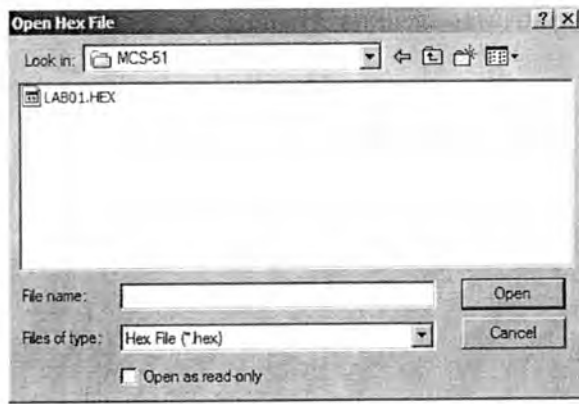 Open Hex File
Look in: MCS-51
LAB01.HEX
File name:
Open
Files of type: Hex File (*.hex)
Cancel
Open as read-only